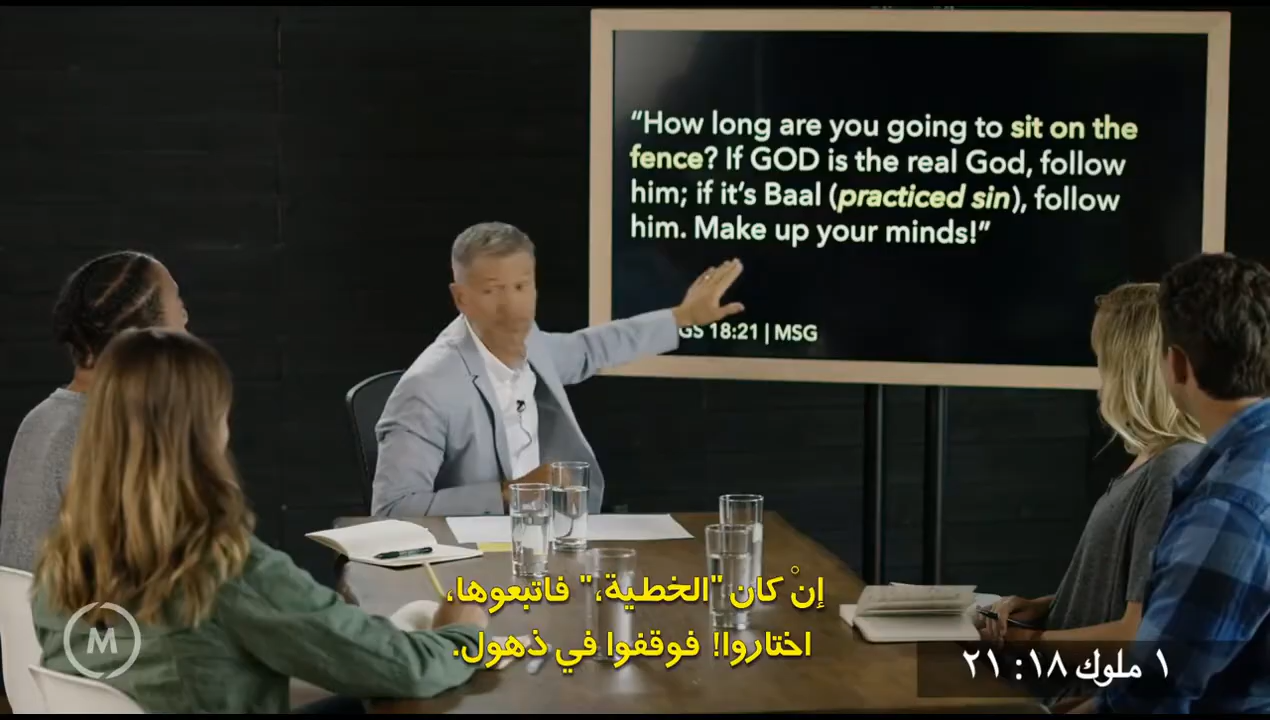 “How long are you going to sit on the
fence? If GOD is the real God, follow
him; if it’s Baal (practiced sin), follow
him. Make up your minds!”
GS 18:21 | MSG
إنْ كان "الخطية،" فاتبعوها،
اختاروا! فوقفوا في ذهول.
١ ملوك ١٨: ٢١
M